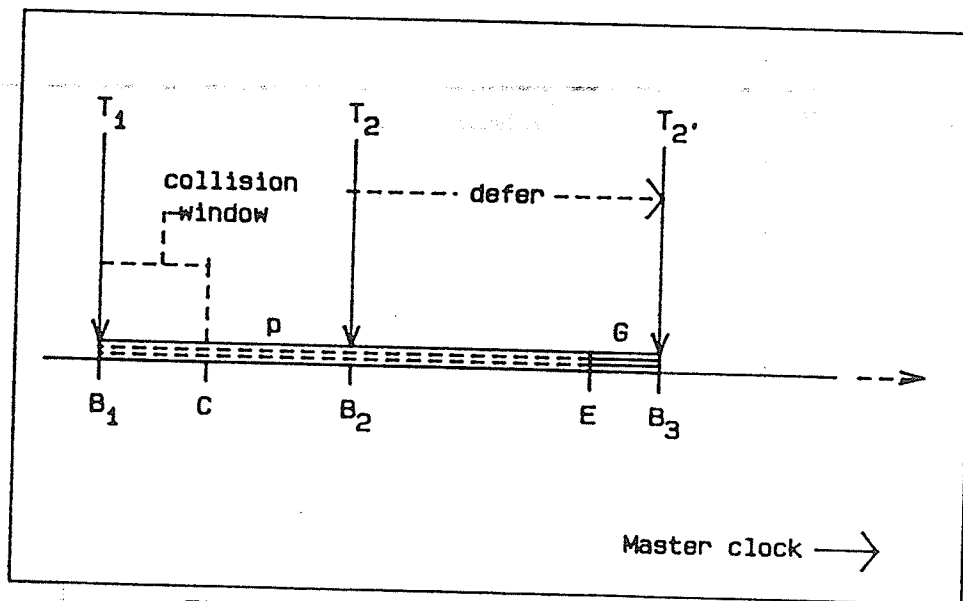 T1 T2 T2'
collision
window
defer
p G
B1 C B2 E B3
Master clock